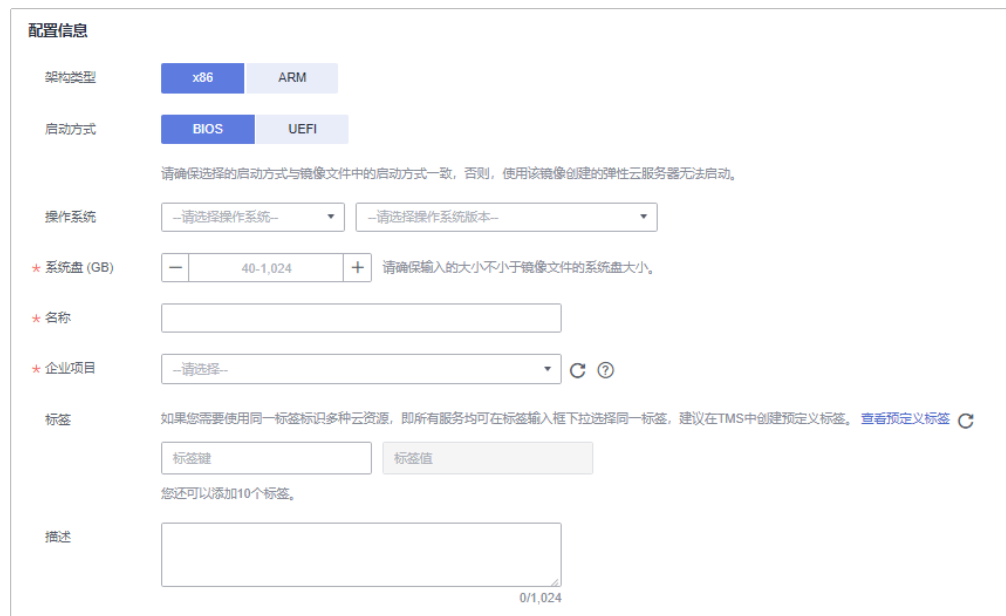 配置信息
架构类型 x86 ARM
启动方式 BIOS UEFI
请确保选择的启动方式与镜像文件中的启动方式一致，否则，使用该镜像创建的弹性云服务器无法启动。
操作系统 --请选择操作系统-- --请选择操作系统版本--
* 系统盘 (GB) — 40-1,024 + 请确保输入的大小不小于镜像文件的系统盘大小。
* 名称
* 企业项目 --请选择-- ?
标签 如果您需要使用同一标签标识多种云资源，即所有服务均可在标签输入框下拉选择同一标签，建议在TMS中创建预定义标签。 查看预定义标签
标签键 标签值
您还可以添加10个标签。
描述
0/1,024